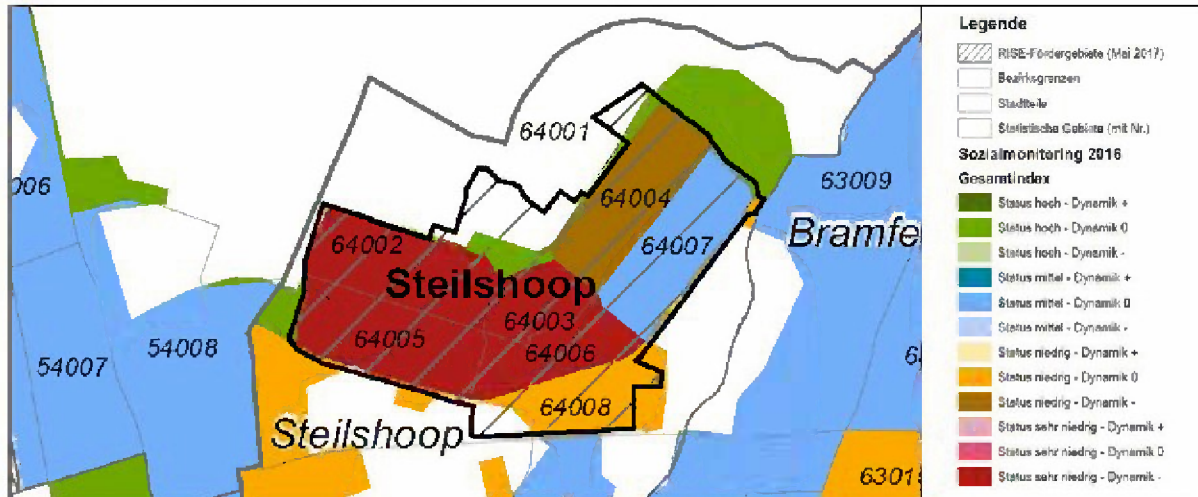 64001
006
63009
64004
64002
64007
Bramfe
Steilshoop
64003
64005
54008
64006
54007
64008
Steilshoop
6301
Legende
RISE-Fördergebiete (Mai 2017)
Bezirksgrenzen
Stadtteile
Statistische Gebiete (mit Nr.)
Sozialmonitering 2016
Gesamtindex
Status hoch - Dynamik +
Status hoch - Dynamik 0
Status hoch - Dynamik -
Status mittel - Dynamik +
Status mittel - Dynamik 0
Status mittel - Dynamik -
Status niedrig - Dynamik +
Status niedrig - Dynamik 0
Status niedrig - Dynamik -
Status sehr niedrig - Dynamik +
Status sehr niedrig - Dynamik 0
Status sehr niedrig - Dynamik -